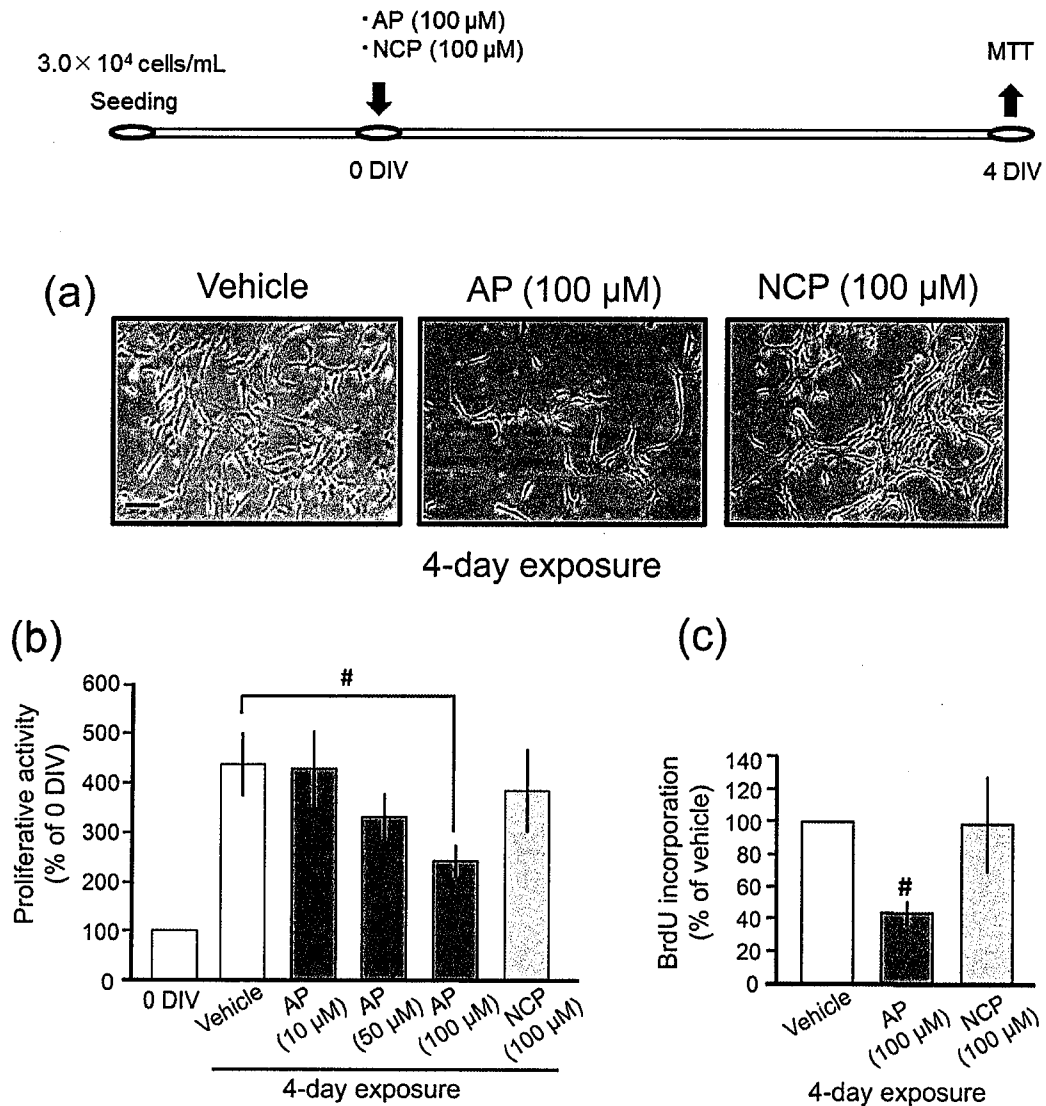 ・AP (100 µM)
・NCP (100 µM)
3.0×10⁴ cells/mL
Seeding
MTT
0 DIV
4 DIV
(a)
Vehicle
AP (100 µM)
NCP (100 µM)
4-day exposure
(b)
Proliferative activity
(% of 0 DIV)
600
500
400
300
200
100
0
#
0 DIV
Vehicle
AP
(10 µM)
AP
(50 µM)
AP
(100 µM)
NCP
(100 µM)
4-day exposure
(c)
BrdU incorporation
(% of vehicle)
140
120
100
80
60
40
20
0
#
Vehicle
AP
(100 µM)
NCP
(100 µM)
4-day exposure